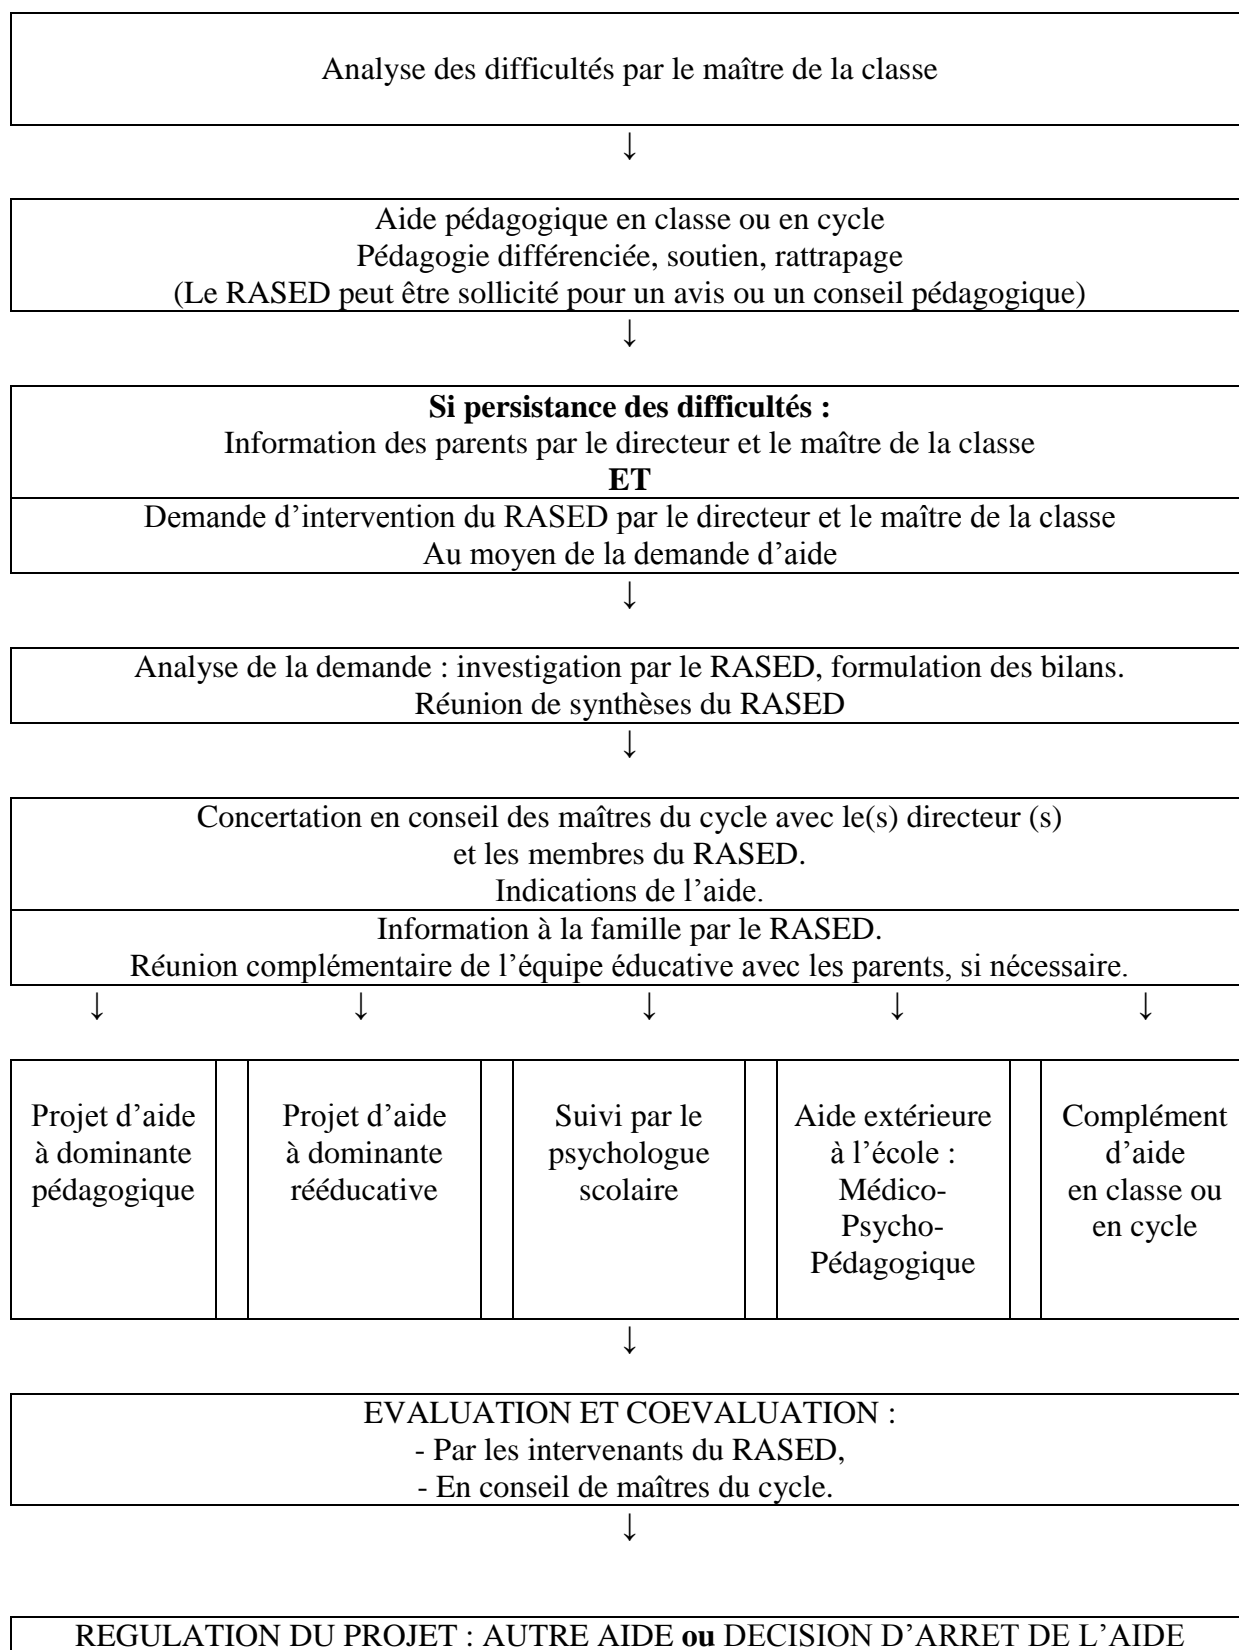 Analyse des difficultés par le maître de la classe
↓
Aide pédagogique en classe ou en cycle
Pédagogie différenciée, soutien, rattrapage
(Le RASED peut être sollicité pour un avis ou un conseil pédagogique)
↓
Si persistance des difficultés :
Information des parents par le directeur et le maître de la classe
ET
Demande d’intervention du RASED par le directeur et le maître de la classe
Au moyen de la demande d’aide
↓
Analyse de la demande : investigation par le RASED, formulation des bilans.
Réunion de synthèses du RASED
↓
Concertation en conseil des maîtres du cycle avec le(s) directeur (s)
et les membres du RASED.
Indications de l’aide.
Information à la famille par le RASED.
Réunion complémentaire de l’équipe éducative avec les parents, si nécessaire.
↓ ↓ ↓ ↓ ↓
Projet d’aide
à dominante
pédagogique
Projet d’aide
à dominante
rééducative
Suivi par le
psychologue
scolaire
Aide extérieure
à l’école :
Médico-
Psycho-
Pédagogique
Complément
d’aide
en classe ou
en cycle
↓
EVALUATION ET COEVALUATION :
- Par les intervenants du RASED,
- En conseil de maîtres du cycle.
↓
REGULATION DU PROJET : AUTRE AIDE ou DECISION D’ARRET DE L’AIDE